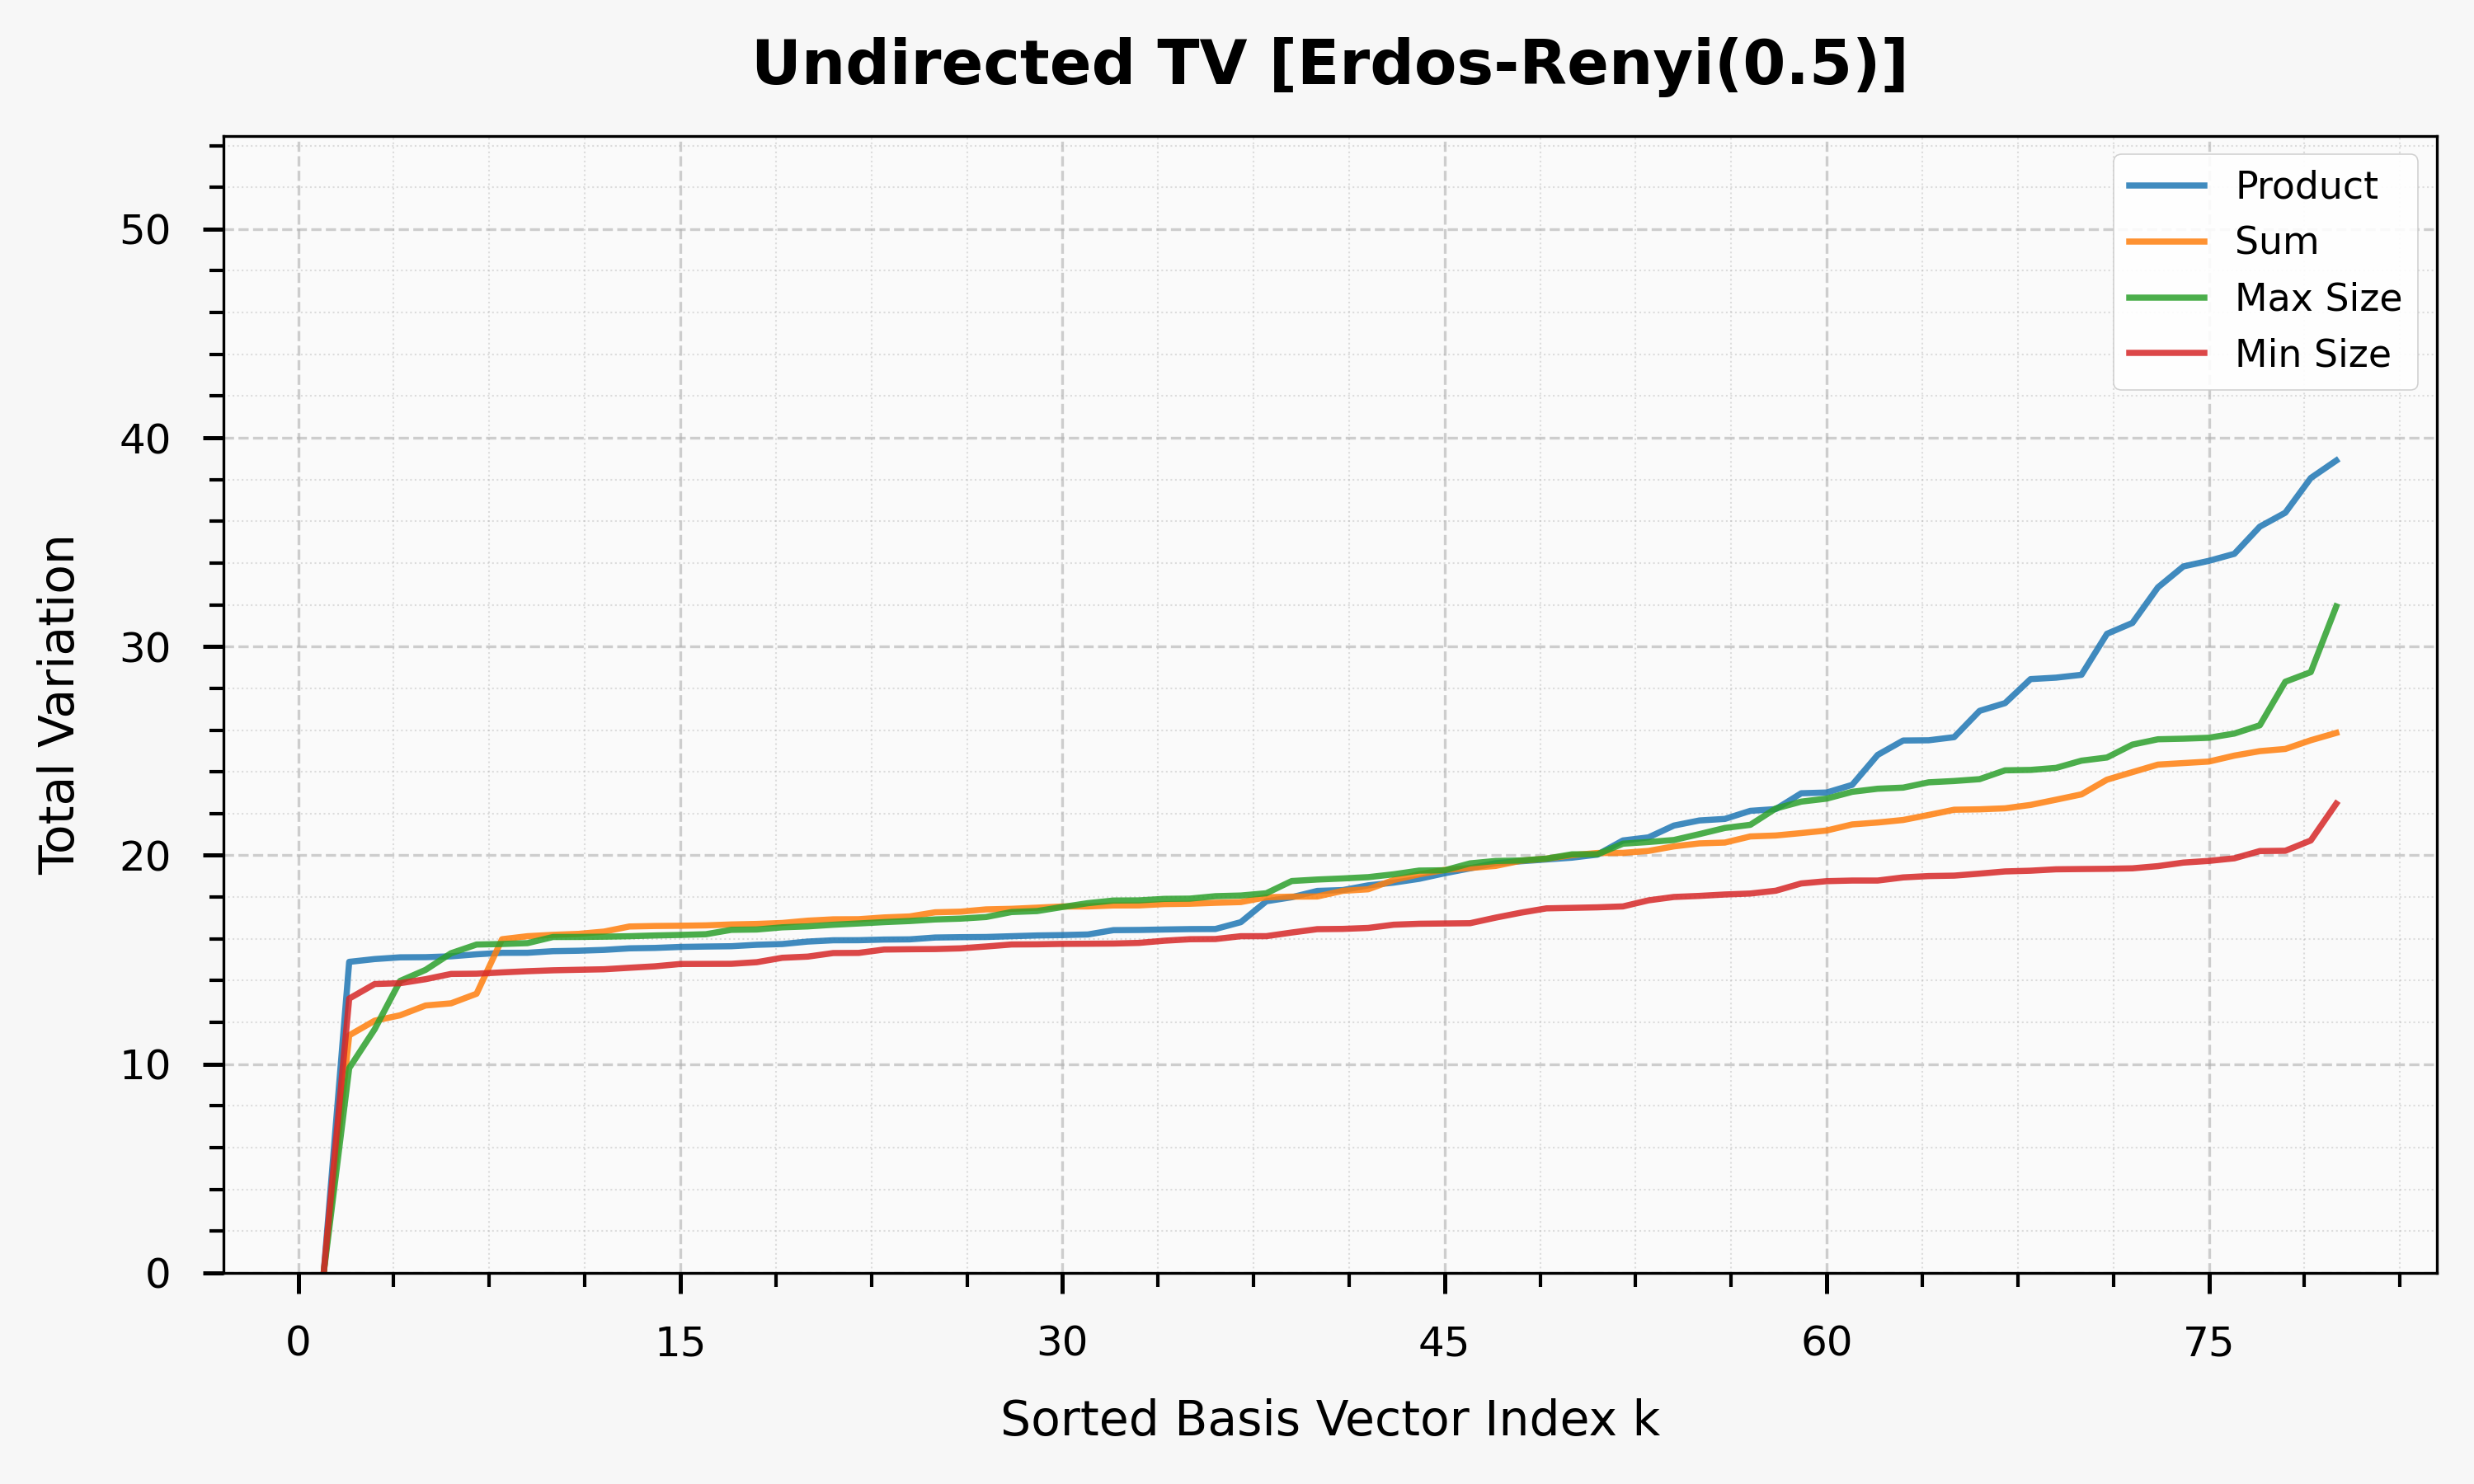 Undirected TV [Erdos-Renyi(0.5)]
Product
Sum
Max Size
Min Size
50
40
30
20
10
0
Total Variation
0 15 30 45 60 75
Sorted Basis Vector Index k